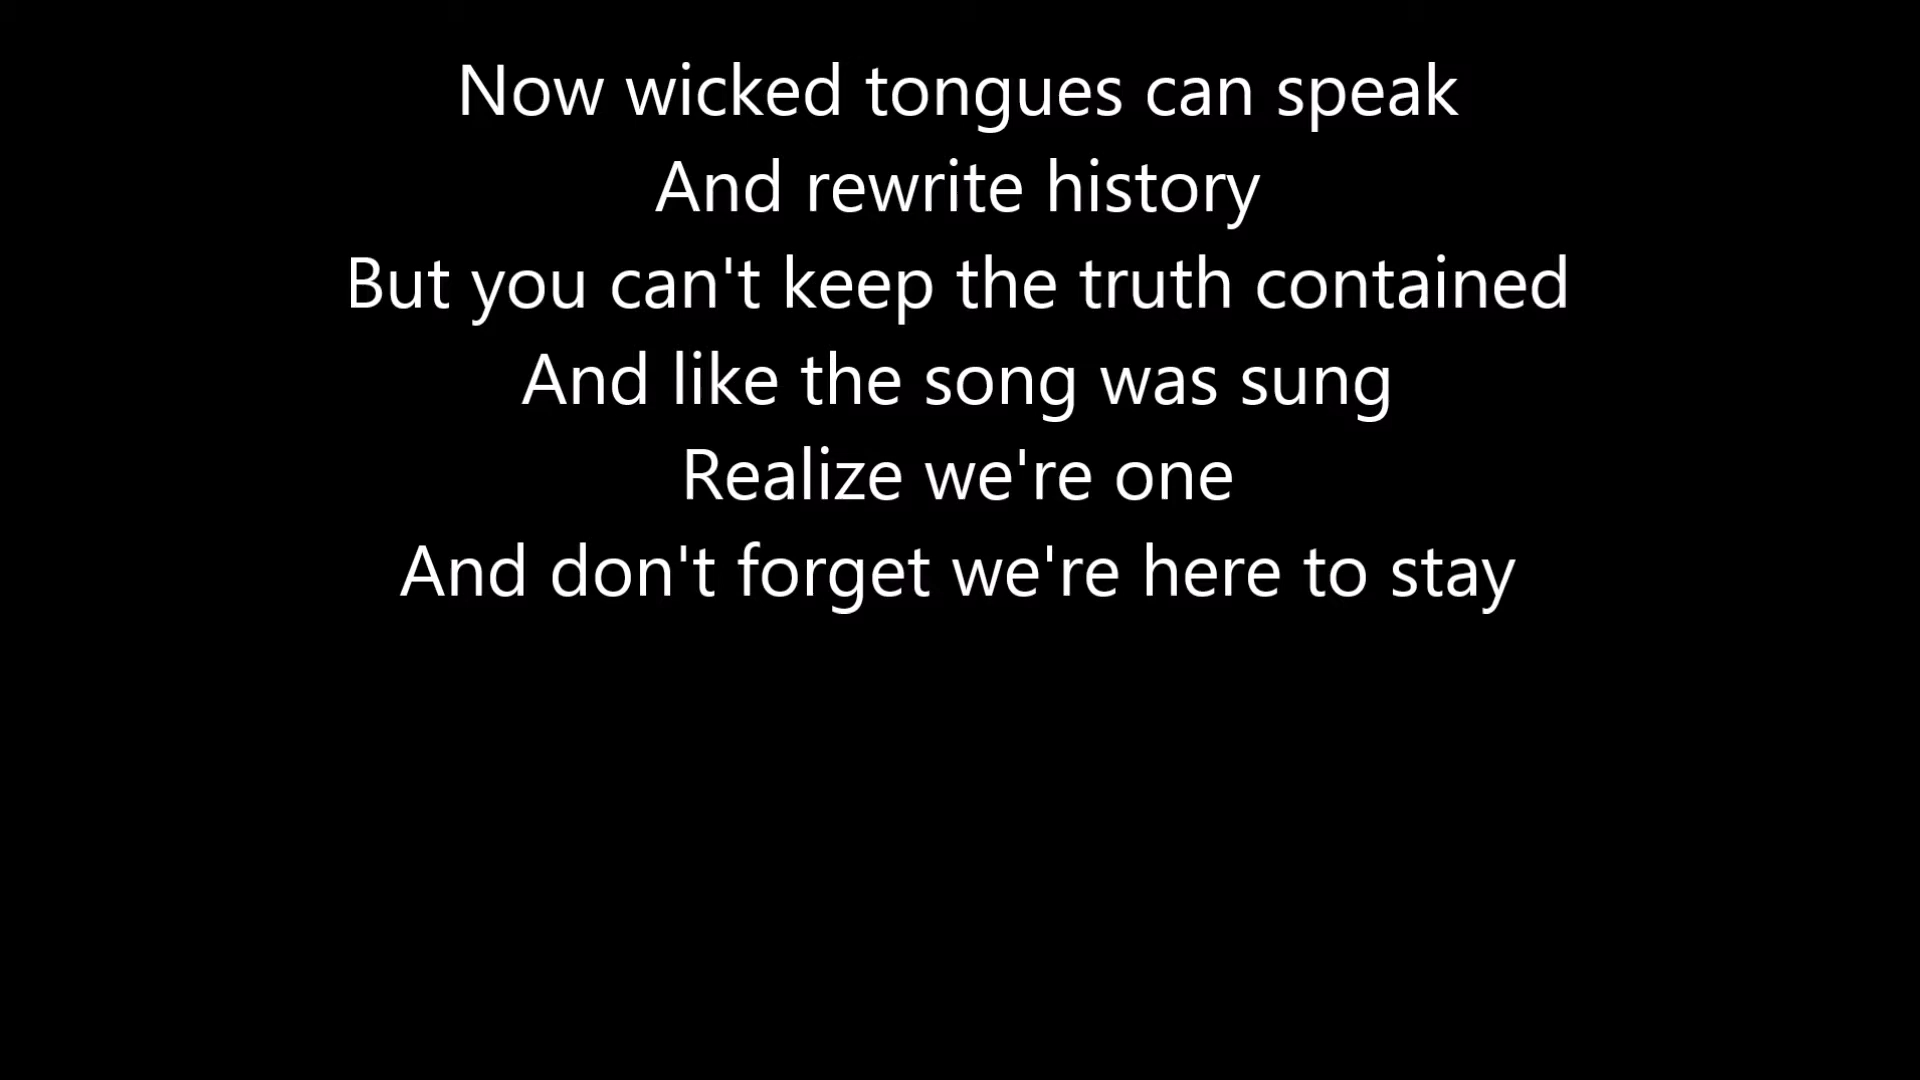 Now wicked tongues can speak
And rewrite history
But you can't keep the truth contained
And like the song was sung
Realize we're one
And don't forget we're here to stay